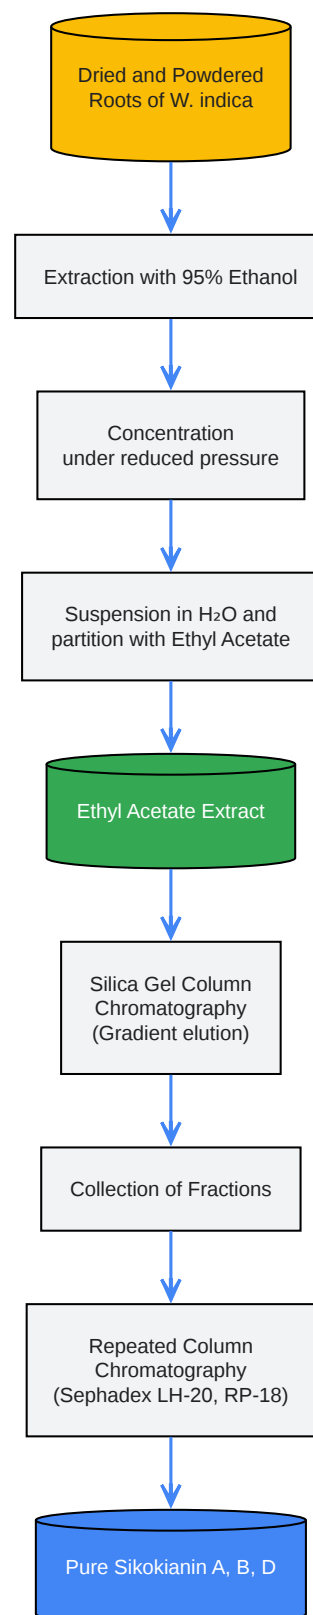 Dried and Powdered
Roots of W. indica
Extraction with 95% Ethanol
Concentration
under reduced pressure
Suspension in H₂O and
partition with Ethyl Acetate
Ethyl Acetate Extract
Silica Gel Column
Chromatography
(Gradient elution)
Collection of Fractions
Repeated Column
Chromatography
(Sephadex LH-20, RP-18)
Pure Sikokianin A, B, D